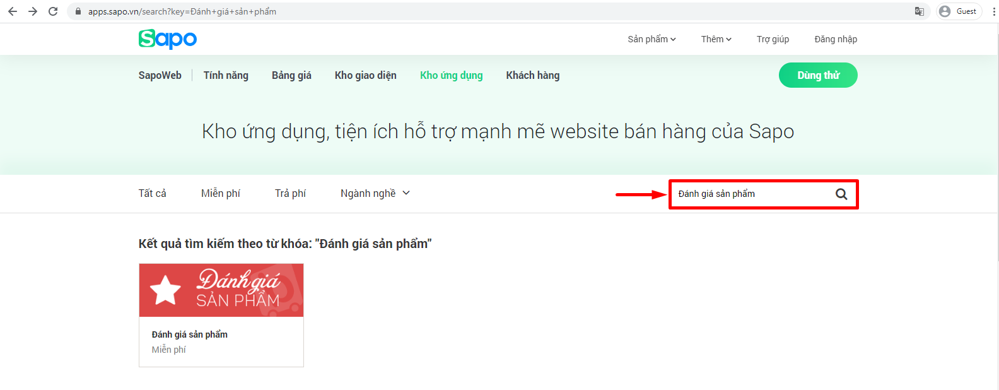 apps.sapo.vn/search?key=Đánh+giá+sản+phẩm
Guest
Sapo
Sản phẩm
Thêm
Trợ giúp
Đăng nhập
SapoWeb
Tính năng
Bảng giá
Kho giao diện
Kho ứng dụng
Khách hàng
Dùng thử
Kho ứng dụng, tiện ích hỗ trợ mạnh mẽ website bán hàng của Sapo
Tất cả
Miễn phí
Trả phí
Ngành nghề
Đánh giá sản phẩm
Kết quả tìm kiếm theo từ khóa: "Đánh giá sản phẩm"
Đánh giá
SẢN PHẨM
Đánh giá sản phẩm
Miễn phí